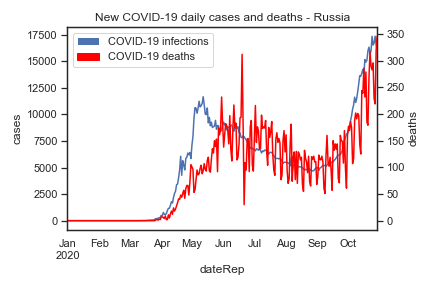 New COVID-19 daily cases and deaths - Russia
COVID-19 infections
COVID-19 deaths
17500
15000
12500
10000
7500
5000
2500
0
cases
350
300
250
200
150
100
50
0
deaths
Jan Feb Mar Apr May Jun Jul Aug Sep Oct
2020
dateRep